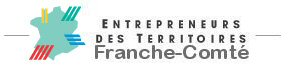 ENTREPRENEURS
DES TERRITOIRES
Franche-Comté